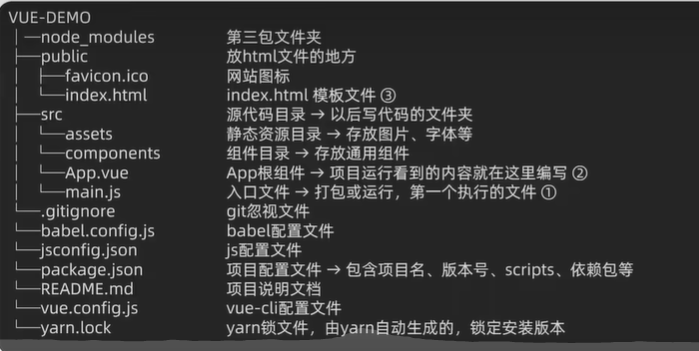 VUE-DEMO
│─node_modules 第三包文件夹
├─public 放html文件的地方
│ ├─favicon.ico 网站图标
│ └─index.html index.html 模板文件 ③
├─src 源代码目录 → 以后写代码的文件夹
│ └─assets 静态资源目录 → 存放图片、字体等
│ └─components 组件目录 → 存放通用组件
│ └─App.vue App根组件 → 项目运行看到的内容就在这里编写 ②
│ └─main.js 入口文件 → 打包或运行，第一个执行的文件 ①
└─.gitignore git忽视文件
└─babel.config.js babel配置文件
└─jsconfig.json js配置文件
└─package.json 项目配置文件 → 包含项目名、版本号、scripts、依赖包等
└─README.md 项目说明文档
└─vue.config.js vue-cli配置文件
└─yarn.lock yarn锁文件，由yarn自动生成的，锁定安装版本